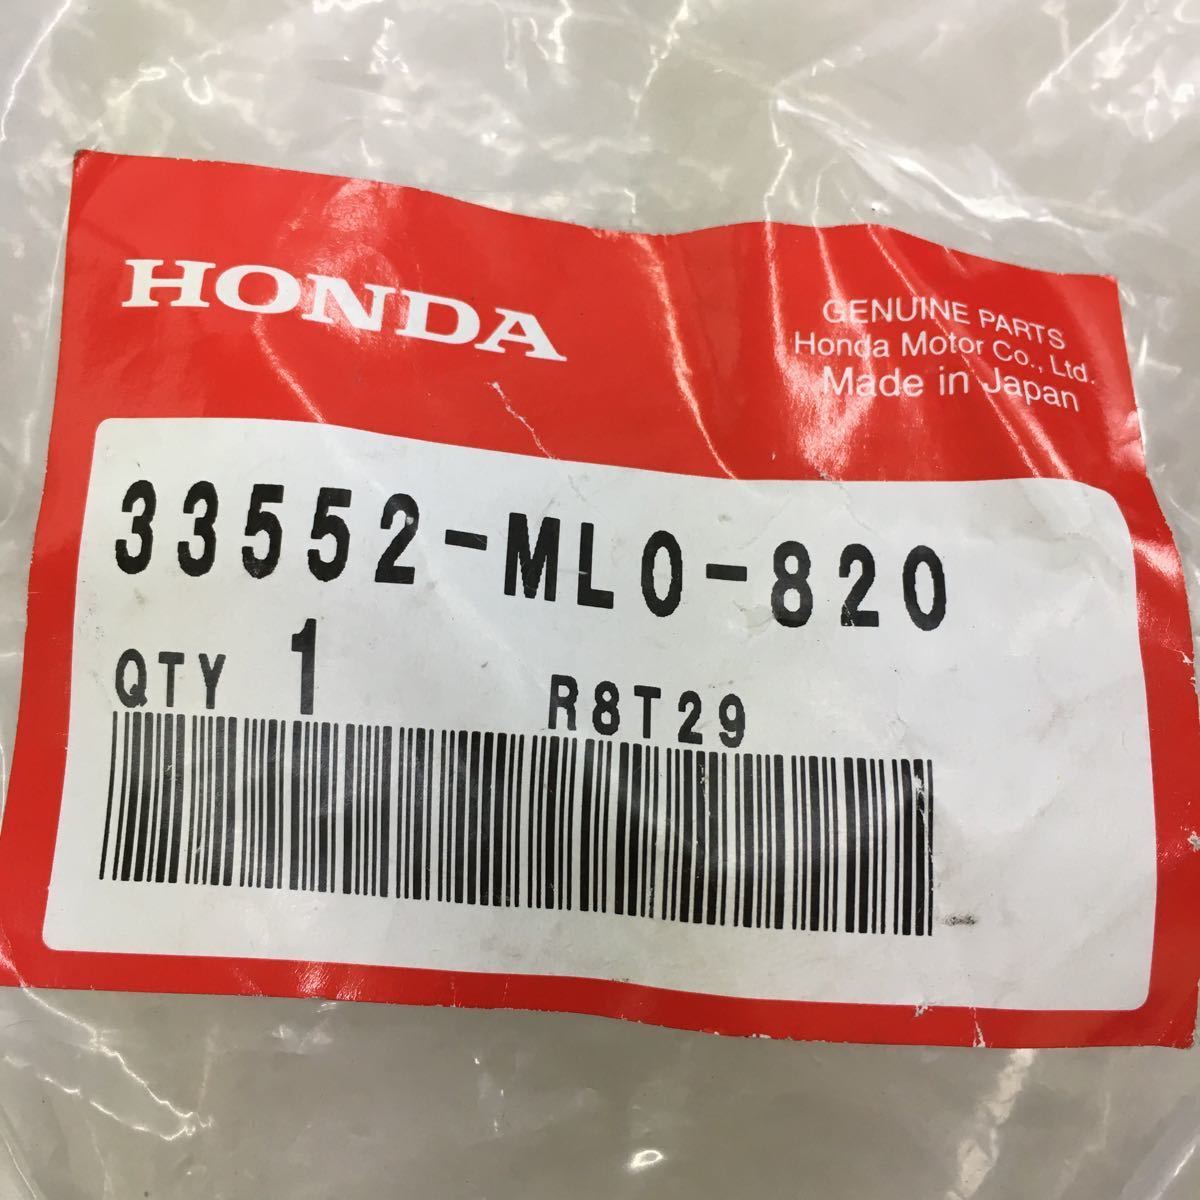 HONDA
GENUINE PARTS
Honda Motor Co., Ltd.
Made in Japan
33552-ML0-820
QTY 1 R8T29